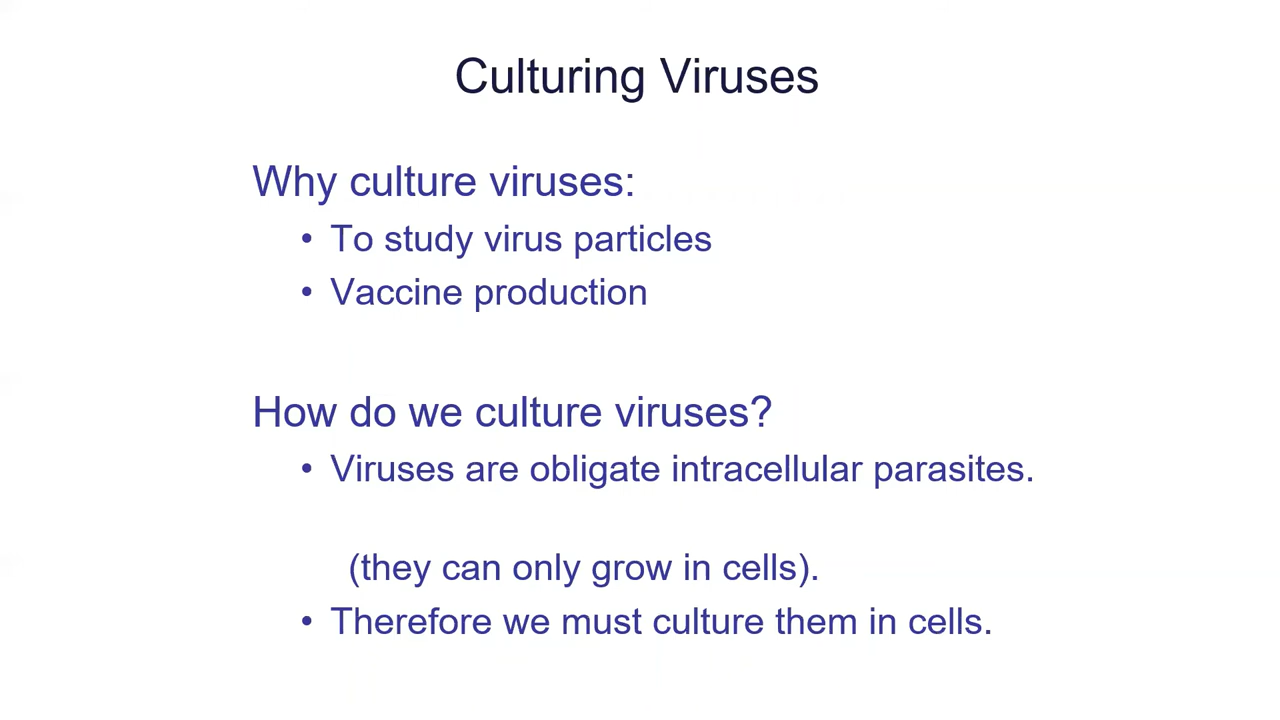 Culturing Viruses
Why culture viruses:
• To study virus particles
• Vaccine production
How do we culture viruses?
• Viruses are obligate intracellular parasites.
(they can only grow in cells).
• Therefore we must culture them in cells.